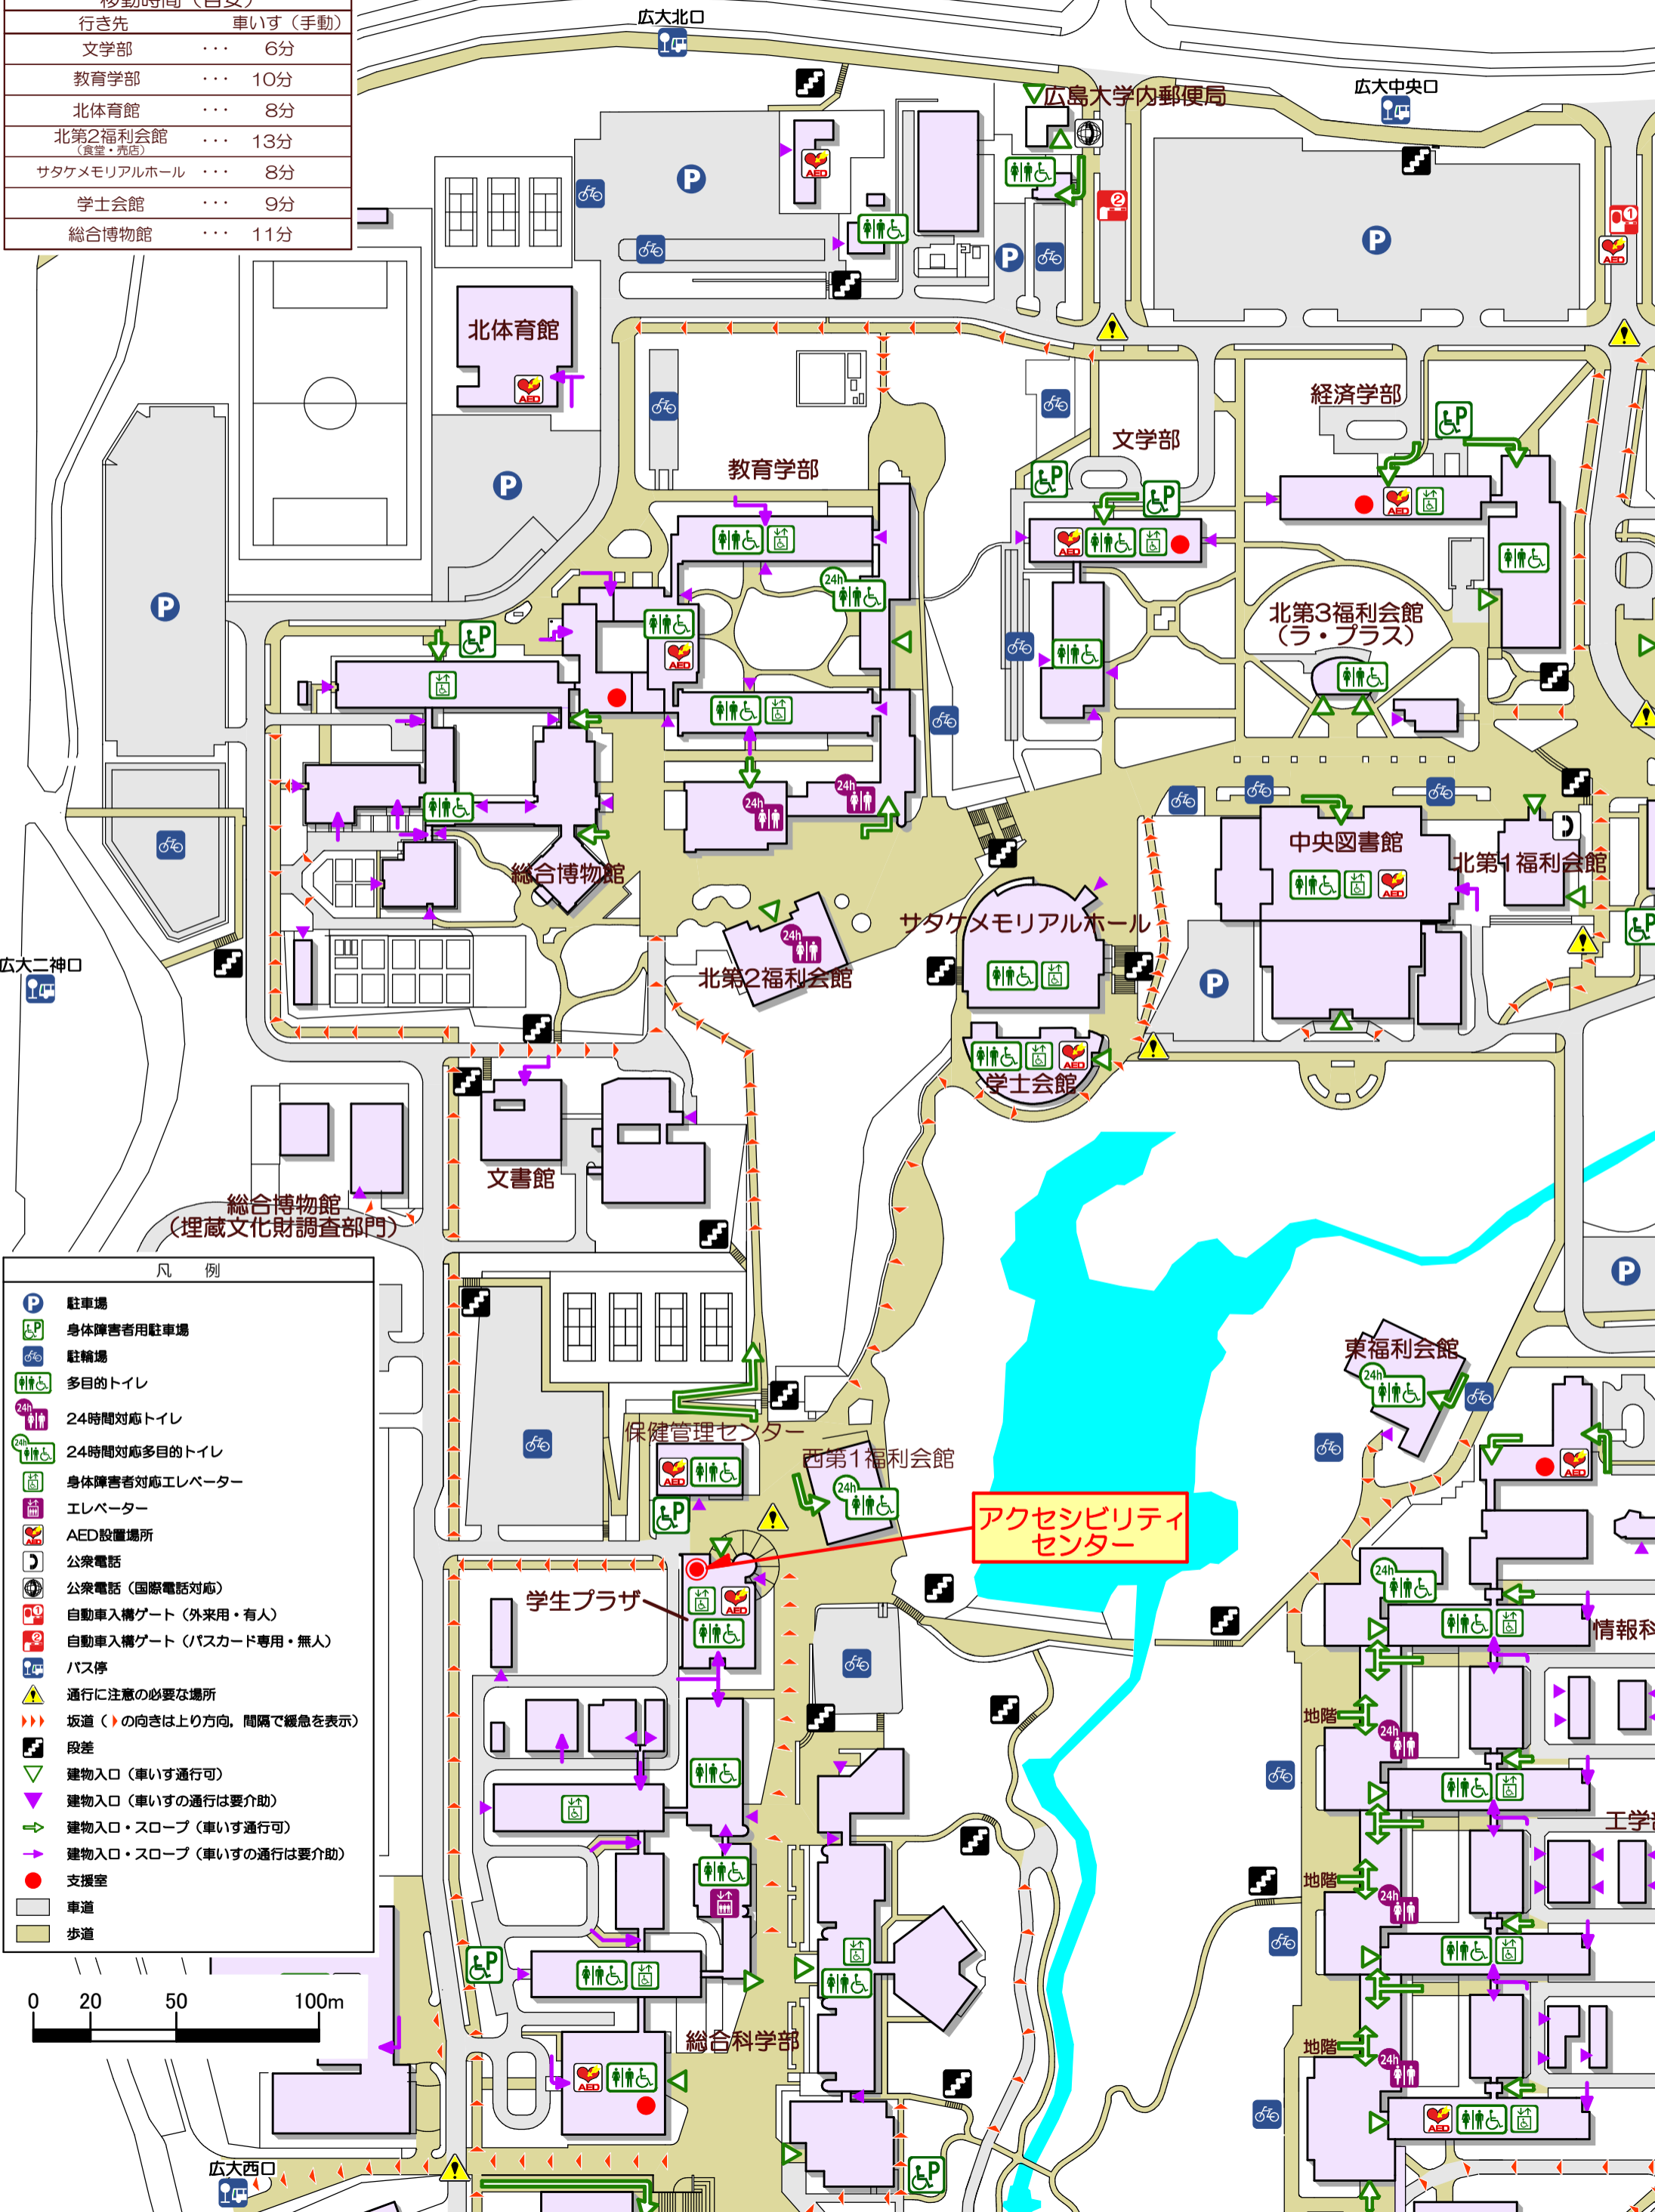 移動時間（目安）
行き先 車いす（手動）
文学部 ・・・ 6分
教育学部 ・・・ 10分
北体育館 ・・・ 8分
北第2福利会館 ・・・ 13分
（食堂・売店）
サタケメモリアルホール ・・・ 8分
学士会館 ・・・ 9分
総合博物館 ・・・ 11分
広大北口
広大中央口
広島大学内郵便局
北体育館
経済学部
文学部
教育学部
北第3福利会館
（ラ・プラス）
中央図書館
北第1福利会館
総合博物館
サタケメモリアルホール
北第2福利会館
広大二神口
学士会館
文書館
総合博物館
（埋蔵文化財調査部門）
東福利会館
保健管理センター
西第1福利会館
アクセシビリティ
センター
学生プラザ
情報科
地階
工学部
地階
地階
総合科学部
広大西口
凡　例
駐車場
身体障害者用駐車場
駐輪場
多目的トイレ
24h 24時間対応トイレ
24h 24時間対応多目的トイレ
身体障害者対応エレベーター
エレベーター
AED AED設置場所
公衆電話
公衆電話（国際電話対応）
自動車入構ゲート（外来用・有人）
自動車入構ゲート（パスカード専用・無人）
バス停
通行に注意の必要な場所
坂道（ の向きは上り方向，間隔で緩急を表示）
段差
建物入口（車いす通行可）
建物入口（車いすの通行は要介助）
建物入口・スロープ（車いす通行可）
建物入口・スロープ（車いすの通行は要介助）
支援室
車道
歩道
0 20 50 100m